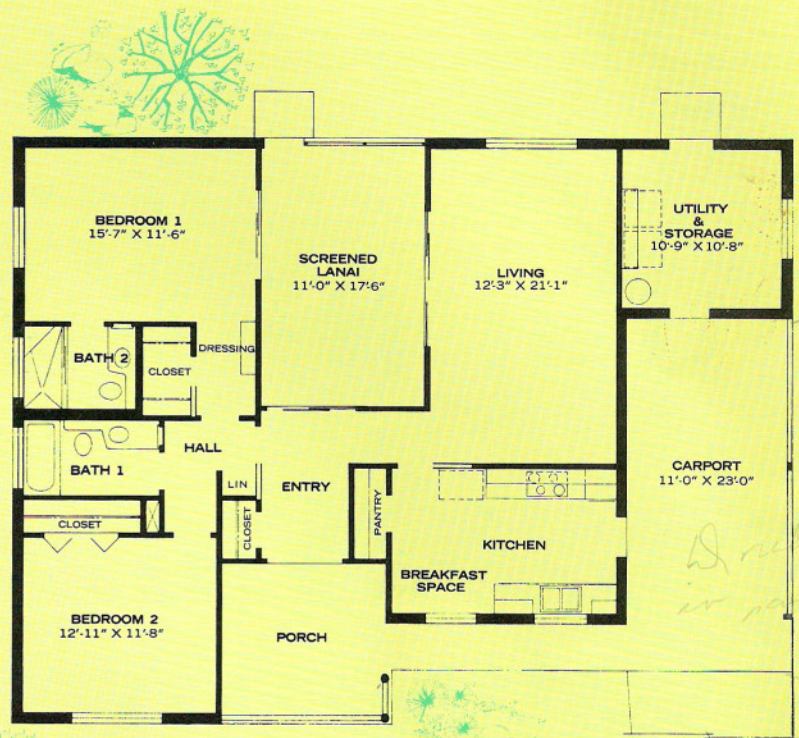 BEDROOM 1
15'-7" X 11'-6"
SCREENED
LANAI
11'-0" X 17'-6"
LIVING
12'-3" X 21'-1"
UTILITY
&
STORAGE
10'-9" X 10'-8"
BATH 2
CLOSET
DRESSING
BATH 1
HALL
LIN
ENTRY
CLOSET
PANTRY
CARPORT
11'-0" X 23'-0"
CLOSET
KITCHEN
BREAKFAST
SPACE
BEDROOM 2
12'-11" X 11'-8"
PORCH